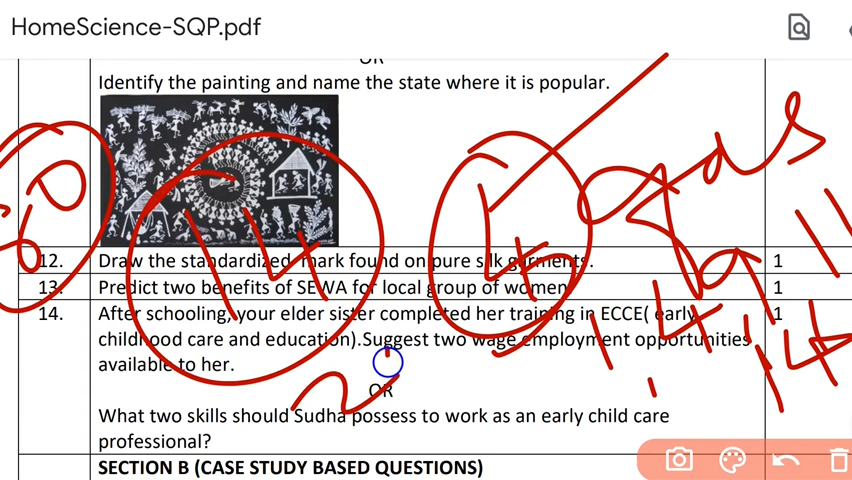 HomeScience-SQP.pdf
OR
Identify the painting and name the state where it is popular.
12. Draw the standardized mark found on pure silk garments. 1
13. Predict two benefits of SEWA for local group of women 1
14. After schooling, your elder sister completed her training in ECCE( early 1
childhood care and education).Suggest two wage employment opportunities
available to her.
OR
What two skills should Sudha possess to work as an early child care
professional?
SECTION B (CASE STUDY BASED QUESTIONS)
14